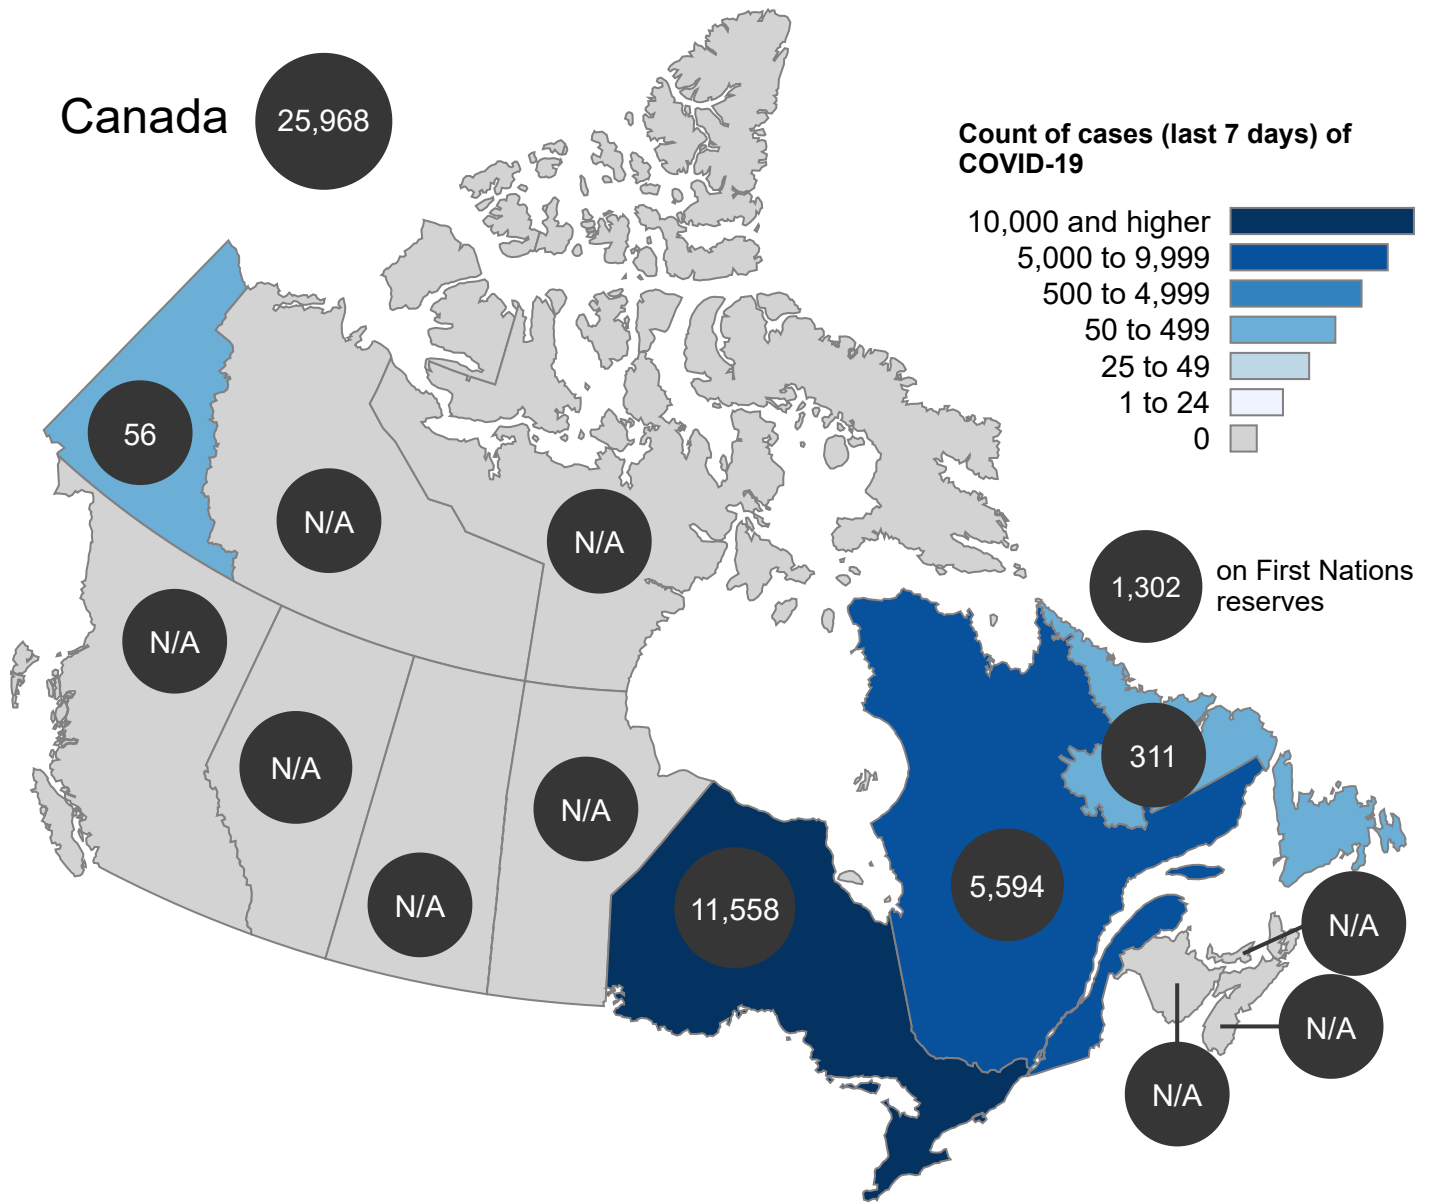 Canada
25,968
Count of cases (last 7 days) of
COVID-19
10,000 and higher
5,000 to 9,999
500 to 4,999
50 to 499
25 to 49
1 to 24
0
56
N/A
N/A
1,302
on First Nations
reserves
N/A
311
N/A
N/A
5,594
N/A
11,558
N/A
N/A
N/A